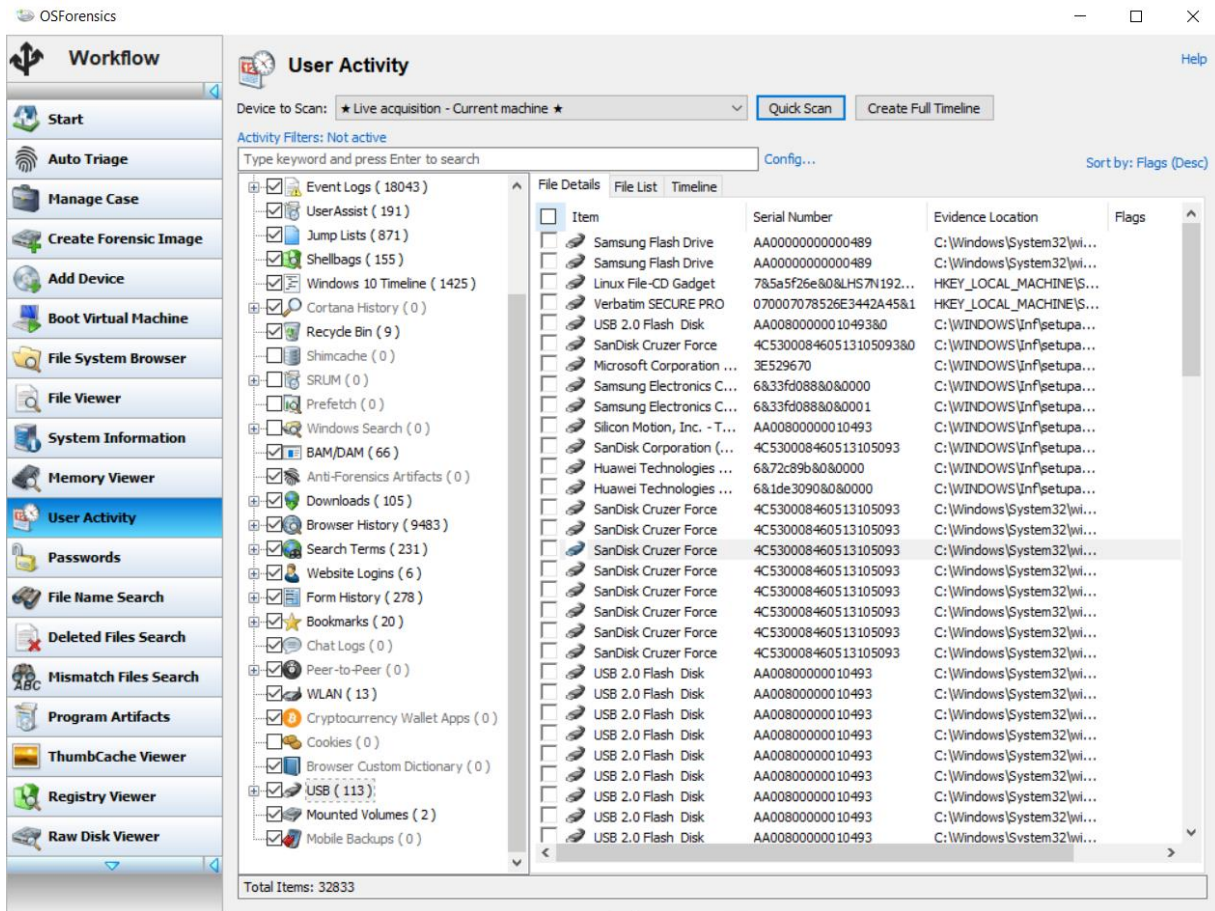 OSForensics
Workflow
Start
Auto Triage
Manage Case
Create Forensic Image
Add Device
Boot Virtual Machine
File System Browser
File Viewer
System Information
Memory Viewer
User Activity
Passwords
File Name Search
Deleted Files Search
Mismatch Files Search
Program Artifacts
ThumbCache Viewer
Registry Viewer
Raw Disk Viewer
User Activity
Help
Device to Scan: ★ Live acquisition - Current machine ★ Quick Scan Create Full Timeline
Activity Filters: Not active
Type keyword and press Enter to search Config... Sort by: Flags (Desc)
Event Logs ( 18043 )
UserAssist ( 191 )
Jump Lists ( 871 )
Shellbags ( 155 )
Windows 10 Timeline ( 1425 )
Cortana History ( 0 )
Recycle Bin ( 9 )
Shimcache ( 0 )
SRUM ( 0 )
Prefetch ( 0 )
Windows Search ( 0 )
BAM/DAM ( 66 )
Anti-Forensics Artifacts ( 0 )
Downloads ( 105 )
Browser History ( 9483 )
Search Terms ( 231 )
Website Logins ( 6 )
Form History ( 278 )
Bookmarks ( 20 )
Chat Logs ( 0 )
Peer-to-Peer ( 0 )
WLAN ( 13 )
Cryptocurrency Wallet Apps ( 0 )
Cookies ( 0 )
Browser Custom Dictionary ( 0 )
USB ( 113 )
Mounted Volumes ( 2 )
Mobile Backups ( 0 )
File Details File List Timeline
Item Serial Number Evidence Location Flags
Samsung Flash Drive AA00000000000489 C:\Windows\System32\wi...
Samsung Flash Drive AA00000000000489 C:\Windows\System32\wi...
Linux File-CD Gadget 7&5a5f26e&0&LHS7N192... HKEY_LOCAL_MACHINE\S...
Verbatim SECURE PRO 070007078526E3442A45&1 HKEY_LOCAL_MACHINE\S...
USB 2.0 Flash Disk AA00800000010493&0 C:\WINDOWS\Inf\setupa...
SanDisk Cruzer Force 4C530008460513105093&0 C:\WINDOWS\Inf\setupa...
Microsoft Corporation ... 3E529670 C:\WINDOWS\Inf\setupa...
Samsung Electronics C... 6&33fd088&0&0000 C:\WINDOWS\Inf\setupa...
Samsung Electronics C... 6&33fd088&0&0001 C:\WINDOWS\Inf\setupa...
Silicon Motion, Inc. - T... AA00800000010493 C:\WINDOWS\Inf\setupa...
SanDisk Corporation (... 4C530008460513105093 C:\WINDOWS\Inf\setupa...
Huawei Technologies ... 6&72c89b&0&0000 C:\WINDOWS\Inf\setupa...
Huawei Technologies ... 6&1de3090&0&0000 C:\WINDOWS\Inf\setupa...
SanDisk Cruzer Force 4C530008460513105093 C:\Windows\System32\wi...
SanDisk Cruzer Force 4C530008460513105093 C:\Windows\System32\wi...
SanDisk Cruzer Force 4C530008460513105093 C:\Windows\System32\wi...
SanDisk Cruzer Force 4C530008460513105093 C:\Windows\System32\wi...
SanDisk Cruzer Force 4C530008460513105093 C:\Windows\System32\wi...
SanDisk Cruzer Force 4C530008460513105093 C:\Windows\System32\wi...
SanDisk Cruzer Force 4C530008460513105093 C:\Windows\System32\wi...
SanDisk Cruzer Force 4C530008460513105093 C:\Windows\System32\wi...
USB 2.0 Flash Disk AA00800000010493 C:\Windows\System32\wi...
USB 2.0 Flash Disk AA00800000010493 C:\Windows\System32\wi...
USB 2.0 Flash Disk AA00800000010493 C:\Windows\System32\wi...
USB 2.0 Flash Disk AA00800000010493 C:\Windows\System32\wi...
USB 2.0 Flash Disk AA00800000010493 C:\Windows\System32\wi...
USB 2.0 Flash Disk AA00800000010493 C:\Windows\System32\wi...
USB 2.0 Flash Disk AA00800000010493 C:\Windows\System32\wi...
USB 2.0 Flash Disk AA00800000010493 C:\Windows\System32\wi...
USB 2.0 Flash Disk AA00800000010493 C:\Windows\System32\wi...
Total Items: 32833